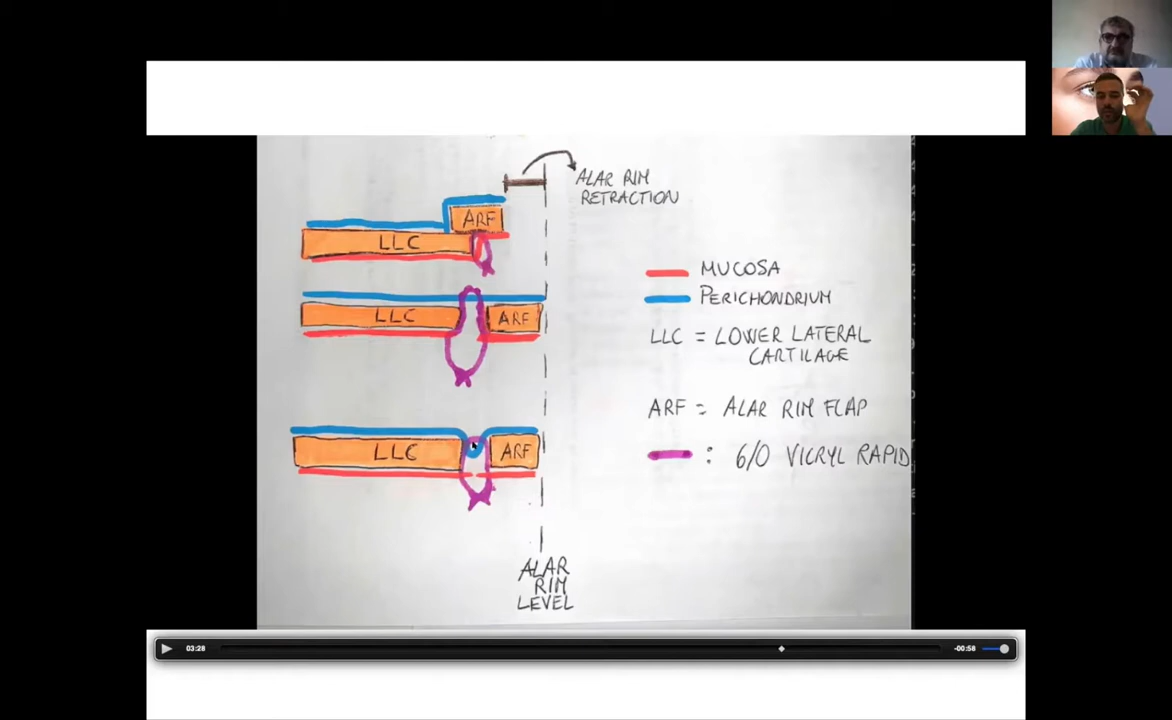 ALAR RIM
RETRACTION
ARF
LLC
LLC
ARF
LLC
ARF
ALAR
RIM
LEVEL
MUCOSA
PERICHONDRIUM
LLC = LOWER LATERAL
CARTILAGE
ARF = ALAR RIM FLAP
: 6/0 VICRYL RAPID
03:28
-00:58